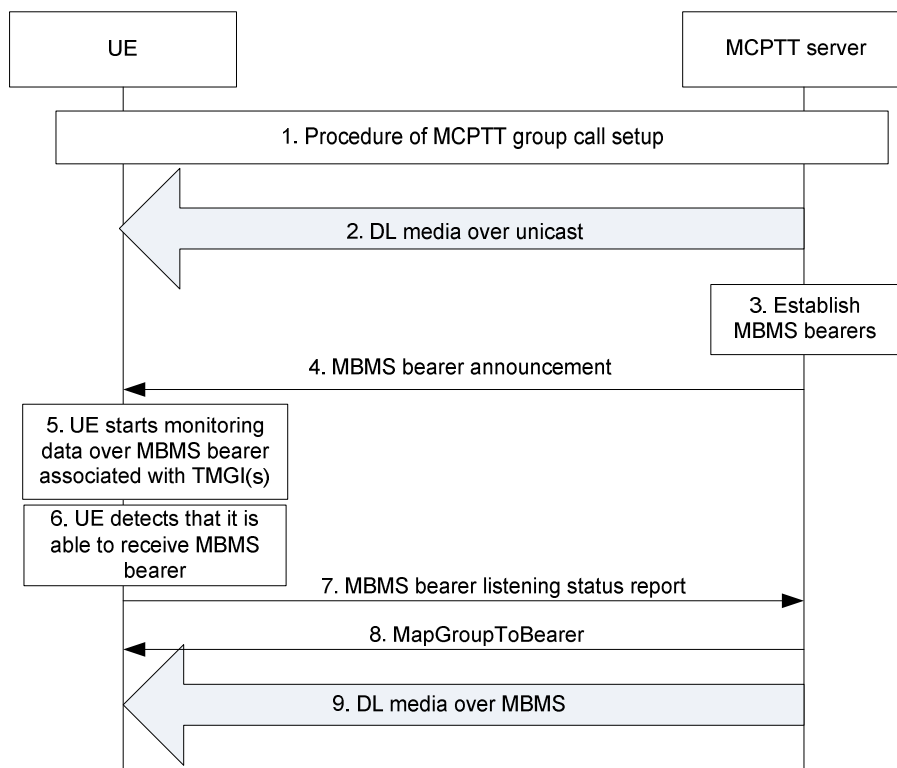 UE
MCPTT server
1. Procedure of MCPTT group call setup
2. DL media over unicast
3. Establish
MBMS bearers
4. MBMS bearer announcement
5. UE starts monitoring
data over MBMS bearer
associated with TMGI(s)
6. UE detects that it is
able to receive MBMS
bearer
7. MBMS bearer listening status report
8. MapGroupToBearer
9. DL media over MBMS